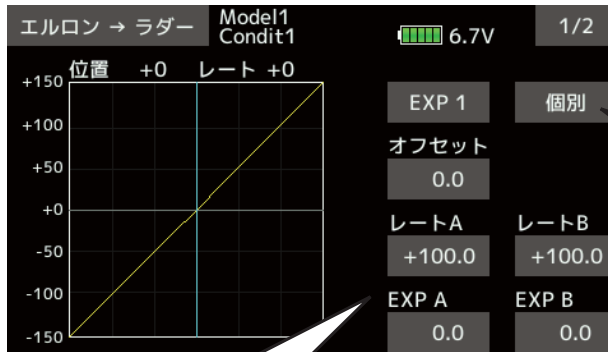 エルロン → ラダー Model1 Condit1 6.7V 1/2
位置 +0 レート +0
+150
+100
+50
+0
-50
-100
-150
EXP 1 個別
オフセット
0.0
レートA レートB
+100.0 +100.0
EXP A EXP B
0.0 0.0